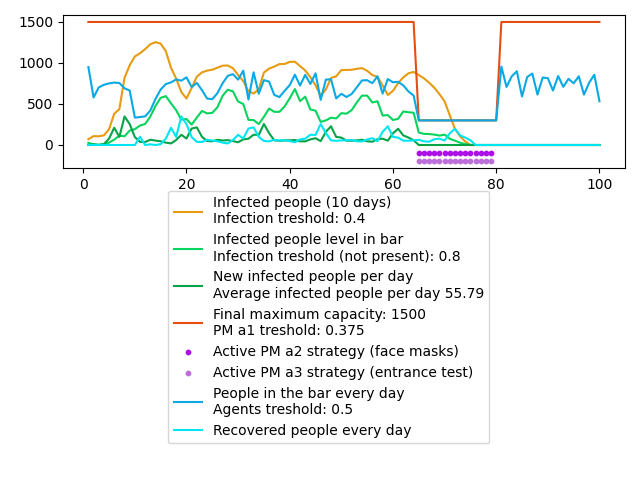 1500
1000
500
0
0 20 40 60 80 100
Infected people (10 days)
Infection treshold: 0.4
Infected people level in bar
Infection treshold (not present): 0.8
New infected people per day
Average infected people per day 55.79
Final maximum capacity: 1500
PM a1 treshold: 0.375
Active PM a2 strategy (face masks)
Active PM a3 strategy (entrance test)
People in the bar every day
Agents treshold: 0.5
Recovered people every day